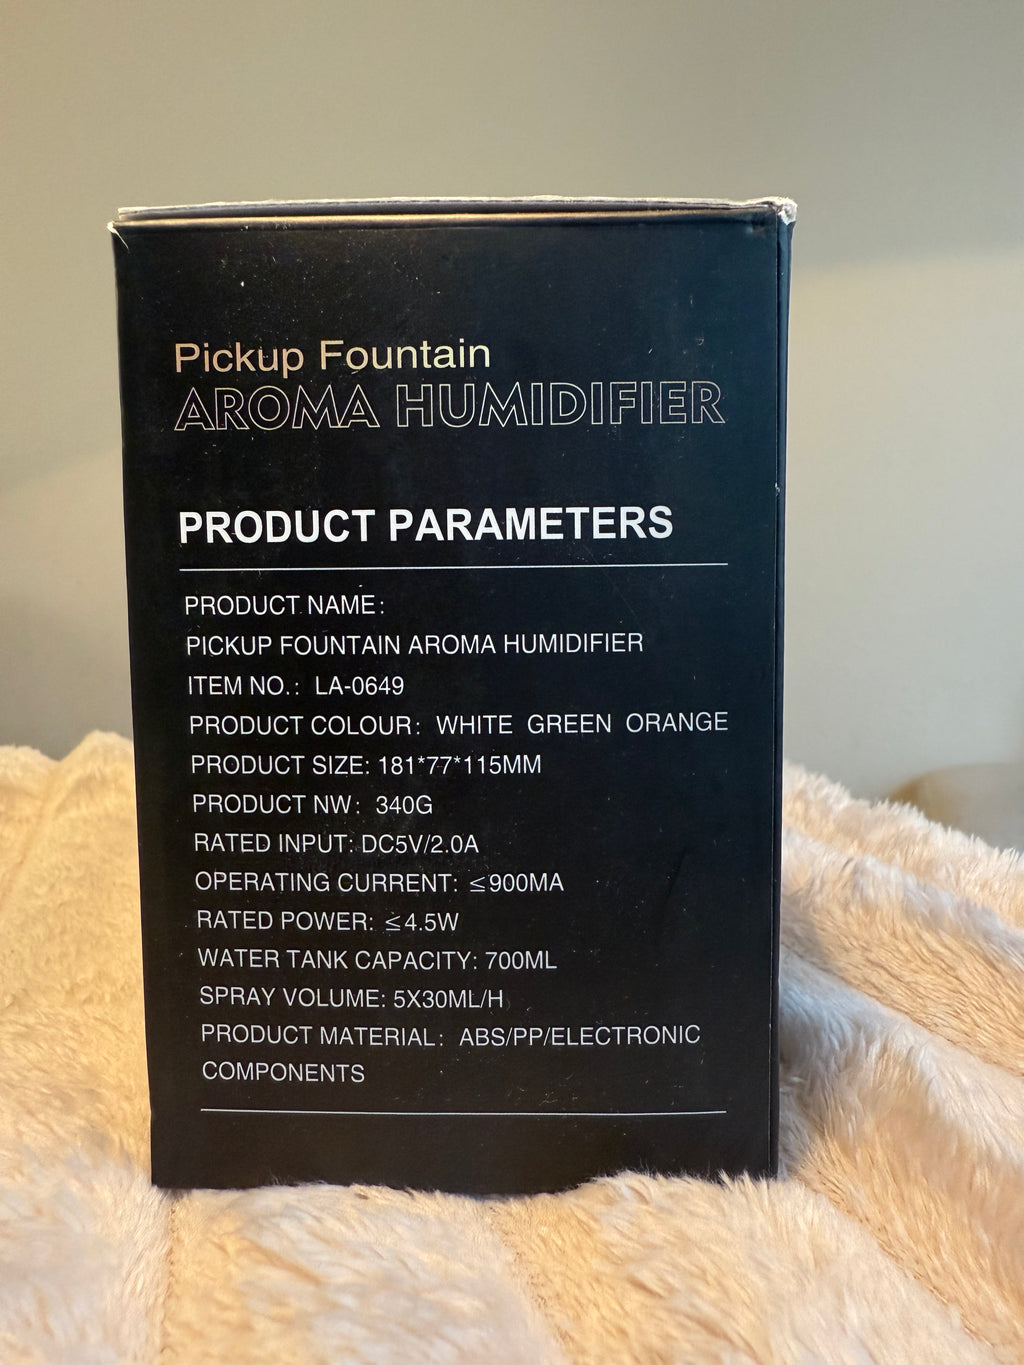 Pickup Fountain
AROMA HUMIDIFIER
PRODUCT PARAMETERS
PRODUCT NAME:
PICKUP FOUNTAIN AROMA HUMIDIFIER
ITEM NO.: LA-0649
PRODUCT COLOUR: WHITE GREEN ORANGE
PRODUCT SIZE: 181*77*115MM
PRODUCT NW: 340G
RATED INPUT: DC5V/2.0A
OPERATING CURRENT: ≤900MA
RATED POWER: ≤4.5W
WATER TANK CAPACITY: 700ML
SPRAY VOLUME: 5X30ML/H
PRODUCT MATERIAL: ABS/PP/ELECTRONIC
COMPONENTS